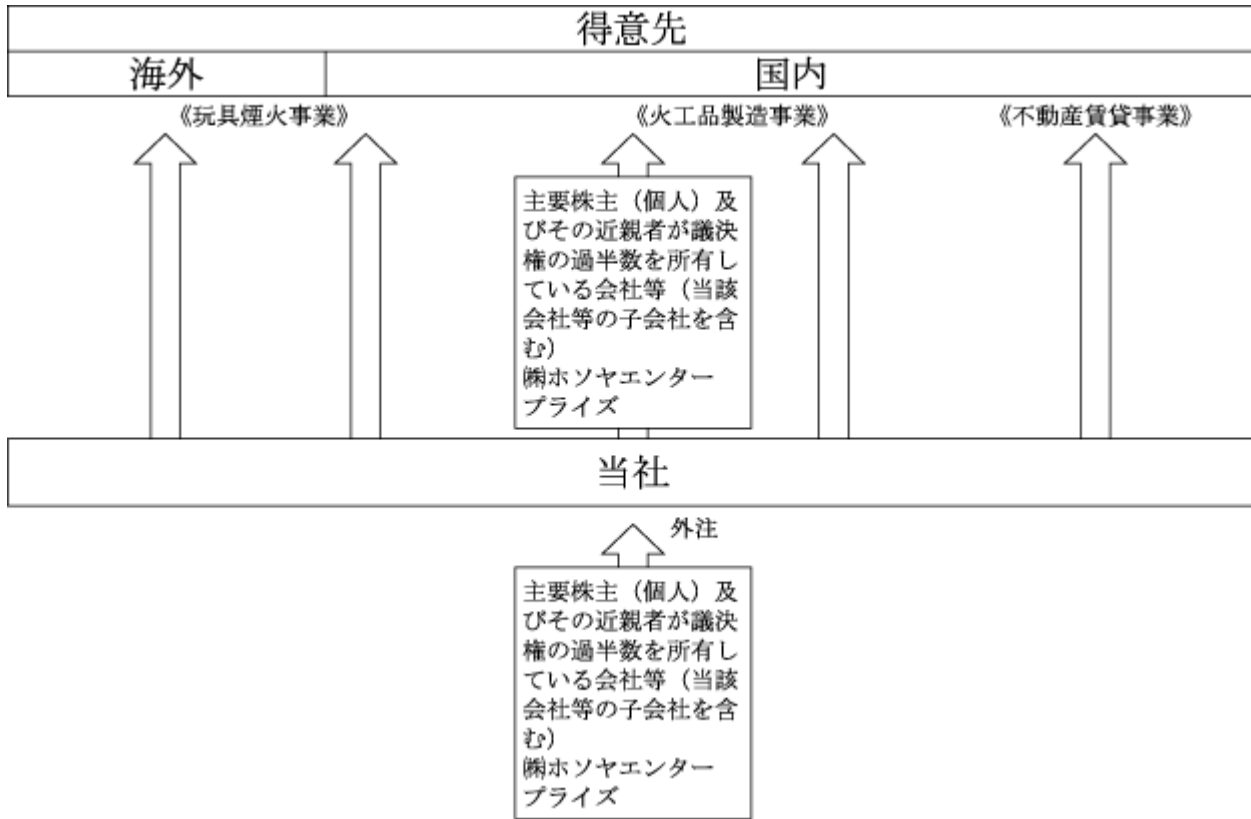 得意先
海外
国内
《玩具煙火事業》
《火工品製造事業》
《不動産賃貸事業》
主要株主（個人）及
びその近親者が議決
権の過半数を所有し
ている会社等（当該
会社等の子会社を含
む）
㈱ホソヤエンター
プライズ
当社
外注
主要株主（個人）及
びその近親者が議決
権の過半数を所有し
ている会社等（当該
会社等の子会社を含
む）
㈱ホソヤエンター
プライズ